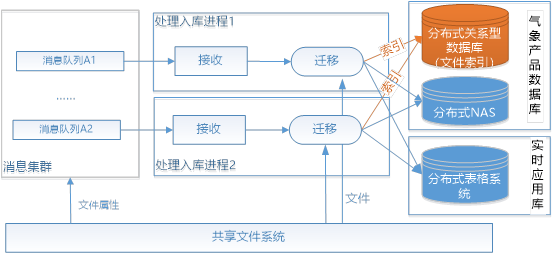 处理入库进程1
消息队列A1
接收
迁移
索引
分布式关系型
数据库
(文件索引)
气象产品数据库
......
索引
分布式NAS
消息队列A2
接收
迁移
消息集群
处理入库进程2
分布式表格系
统
实时应用库
文件属性
文件
共享文件系统